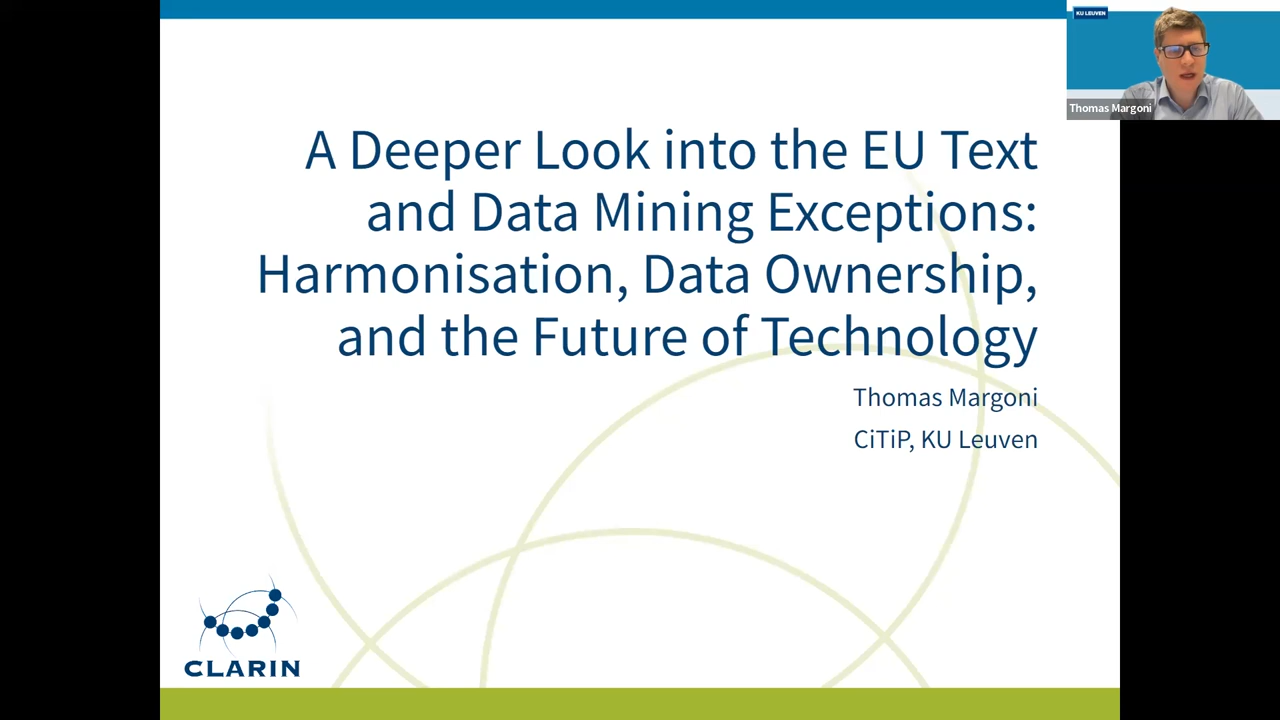 KU LEUVEN
Thomas Margoni
A Deeper Look into the EU Text
and Data Mining Exceptions:
Harmonisation, Data Ownership,
and the Future of Technology
Thomas Margoni
CiTiP, KU Leuven
CLARIN